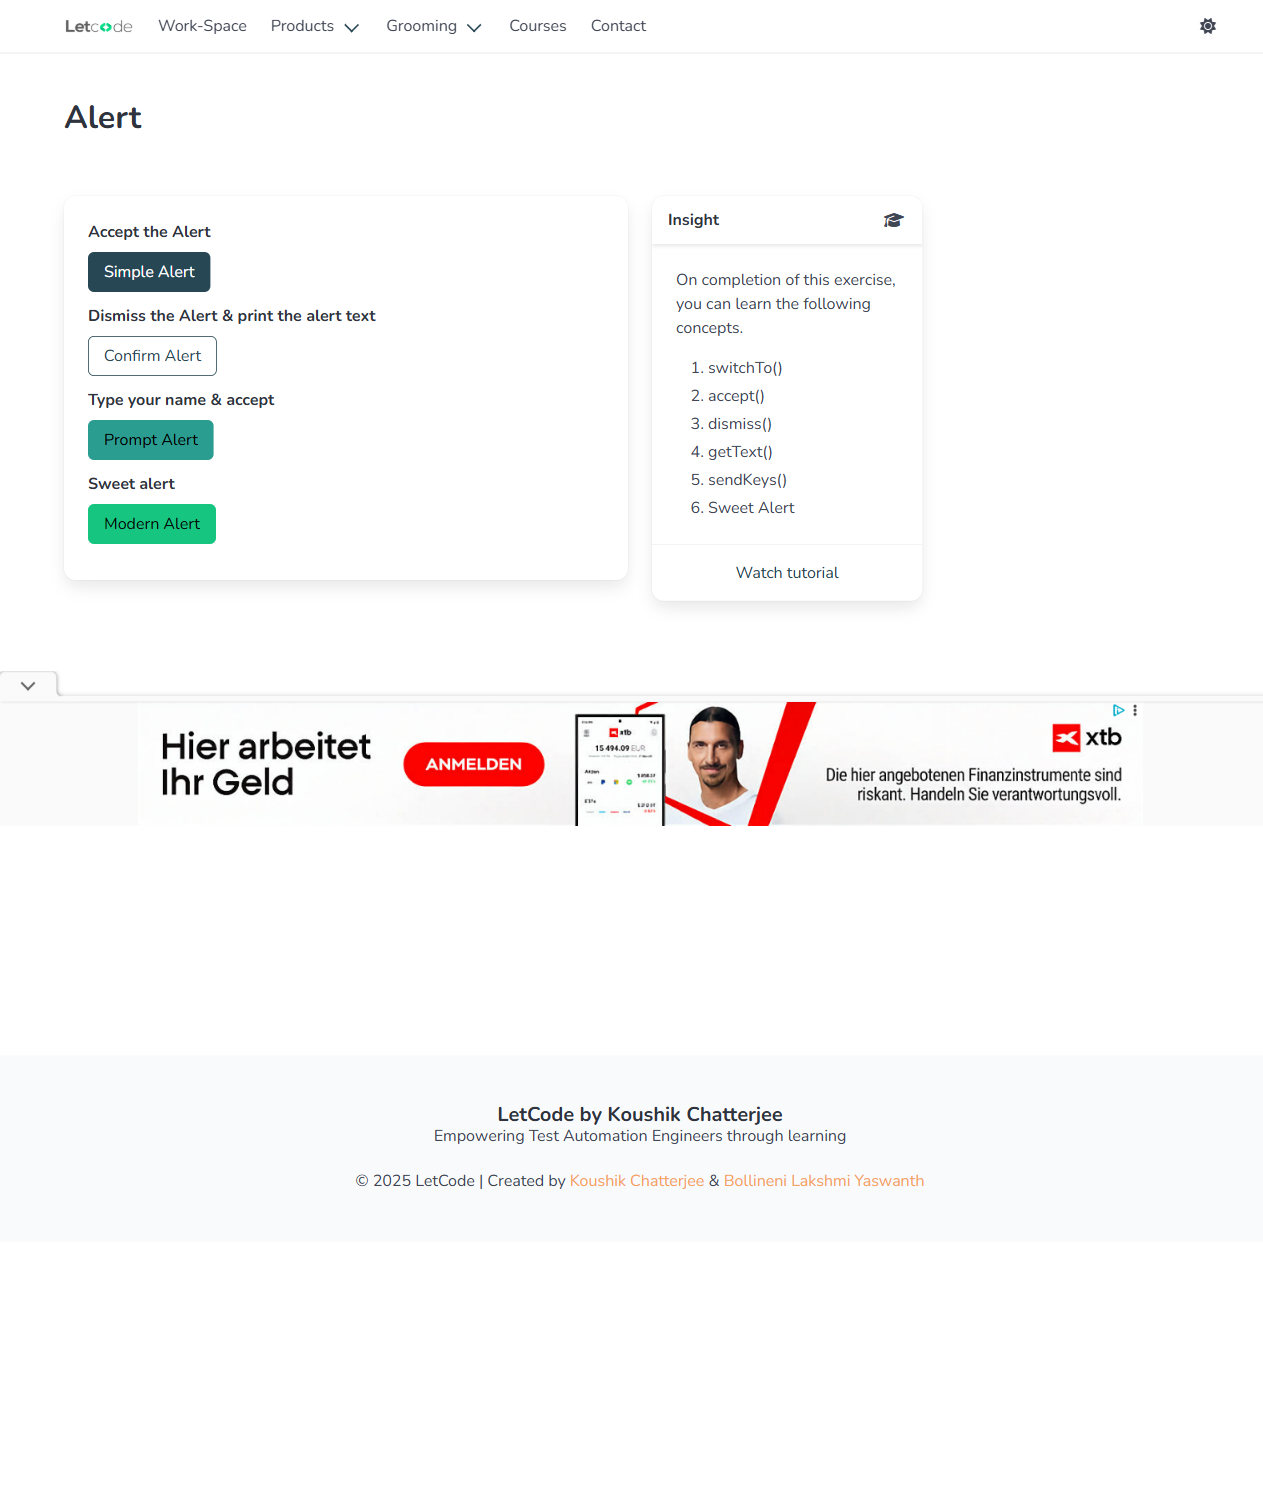 Letcode Work-Space Products Grooming Courses Contact
Alert
Accept the Alert
Simple Alert
Dismiss the Alert & print the alert text
Confirm Alert
Type your name & accept
Prompt Alert
Sweet alert
Modern Alert
Insight
On completion of this exercise,
you can learn the following
concepts.
1. switchTo()
2. accept()
3. dismiss()
4. getText()
5. sendKeys()
6. Sweet Alert
Watch tutorial
Hier arbeitet
Ihr Geld
ANMELDEN
xtb
15 494.09 EUR
xtb
Die hier angebotenen Finanzinstrumente sind
riskant. Handeln Sie verantwortungsvoll.
LetCode by Koushik Chatterjee
Empowering Test Automation Engineers through learning
© 2025 LetCode | Created by Koushik Chatterjee & Bollineni Lakshmi Yaswanth